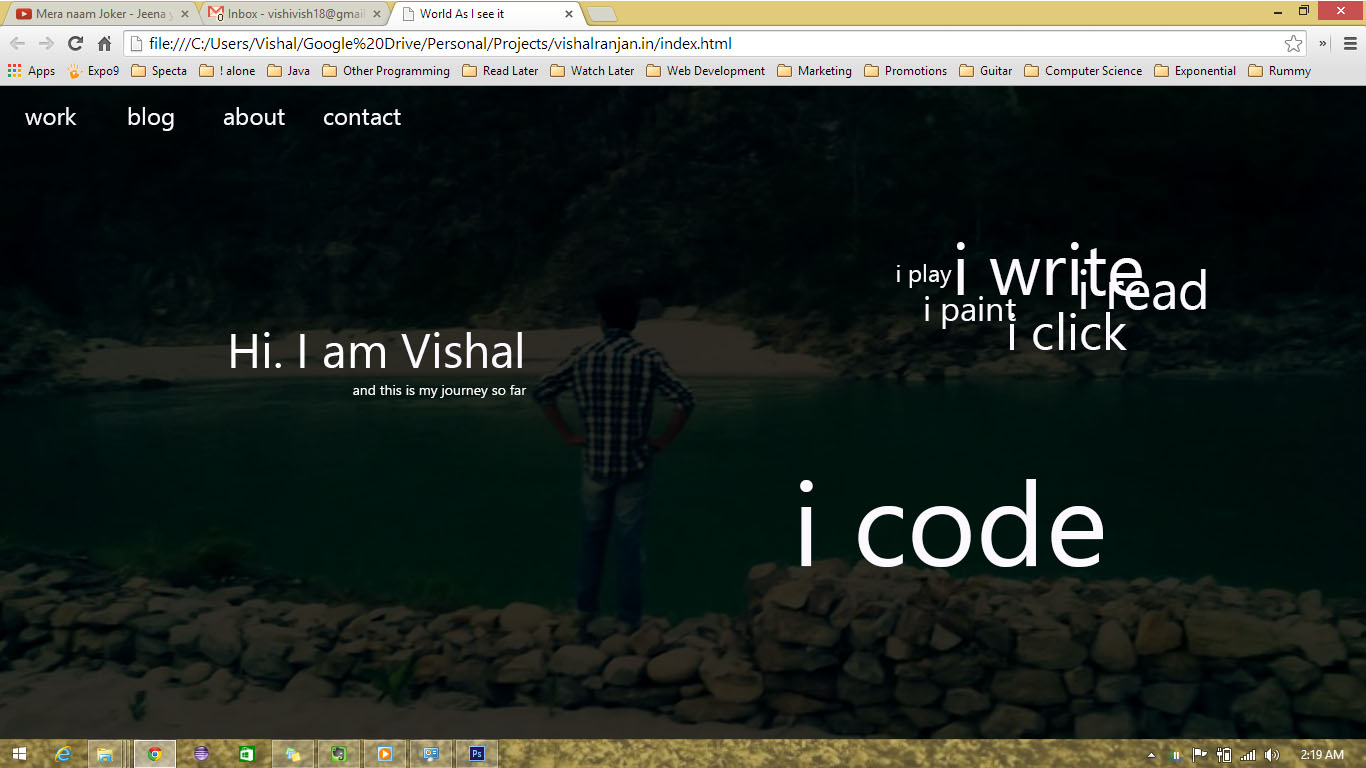 Mera naam Joker - Jeena
Inbox - vishivish18@gmail
World As I see it
file:///C:/Users/Vishal/Google%20Drive/Personal/Projects/vishalranjan.in/index.html
»
Apps Expo9 Specta ! alone Java Other Programming Read Later Watch Later Web Development Marketing Promotions Guitar Computer Science Exponential Rummy
work blog about contact
i write
i play
i read
i paint
i click
Hi. I am Vishal
and this is my journey so far
i code
Ps
2:19 AM